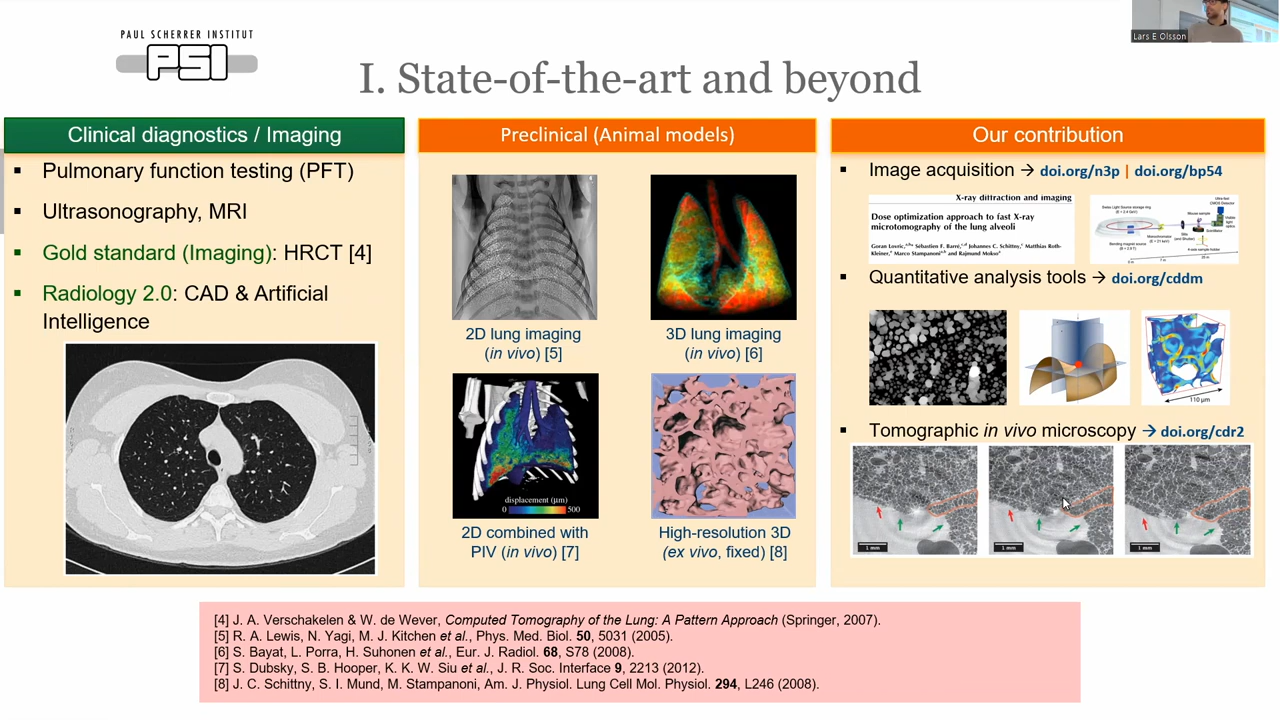 PAUL SCHERRER INSTITUT
PSI
Lars E Olsson
I. State-of-the-art and beyond
Clinical diagnostics / Imaging
▪ Pulmonary function testing (PFT)
▪ Ultrasonography, MRI
▪ Gold standard (Imaging): HRCT [4]
▪ Radiology 2.0: CAD & Artificial
Intelligence
Preclinical (Animal models)
2D lung imaging
(in vivo) [5]
3D lung imaging
(in vivo) [6]
displacement (µm)
0 500
2D combined with
PIV (in vivo) [7]
High-resolution 3D
(ex vivo, fixed) [8]
Our contribution
▪ Image acquisition → doi.org/n3p | doi.org/bp54
X-ray diffraction and imaging
Dose optimization approach to fast X-ray
microtomography of the lung alveoli
▪ Quantitative analysis tools → doi.org/cddm
110 µm
▪ Tomographic in vivo microscopy → doi.org/cdr2
1 mm
1 mm
1 mm
[4] J. A. Verschakelen & W. de Wever, Computed Tomography of the Lung: A Pattern Approach (Springer, 2007).
[5] R. A. Lewis, N. Yagi, M. J. Kitchen et al., Phys. Med. Biol. 50, 5031 (2005).
[6] S. Bayat, L. Porra, H. Suhonen et al., Eur. J. Radiol. 68, S78 (2008).
[7] S. Dubsky, S. B. Hooper, K. K. W. Siu et al., J. R. Soc. Interface 9, 2213 (2012).
[8] J. C. Schittny, S. I. Mund, M. Stampanoni, Am. J. Physiol. Lung Cell Mol. Physiol. 294, L246 (2008).